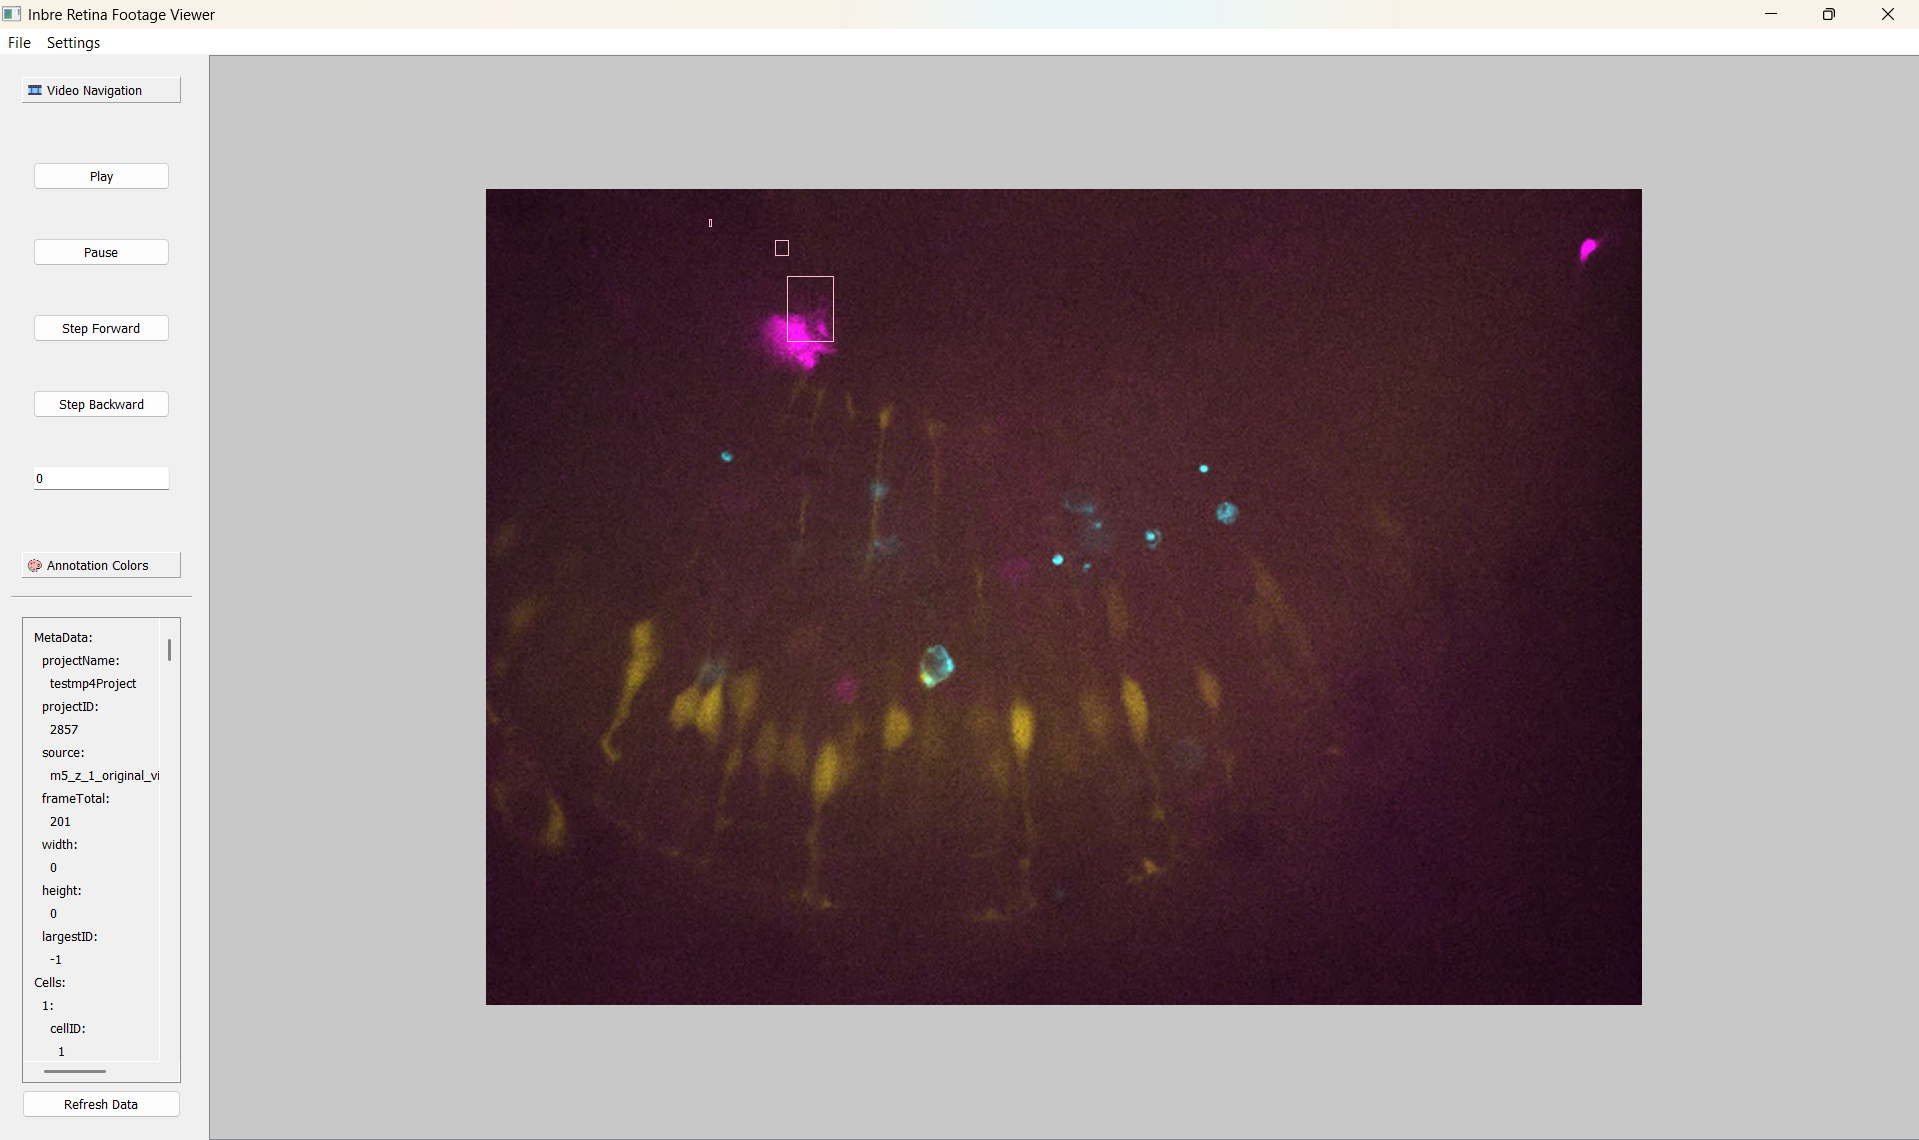 Inbre Retina Footage Viewer
File Settings
Video Navigation
Play
Pause
Step Forward
Step Backward
0
Annotation Colors
MetaData:
projectName:
testmp4Project
projectID:
2857
source:
m5_z_1_original_vi
frameTotal:
201
width:
0
height:
0
largestID:
-1
Cells:
1:
cellID:
1
Refresh Data